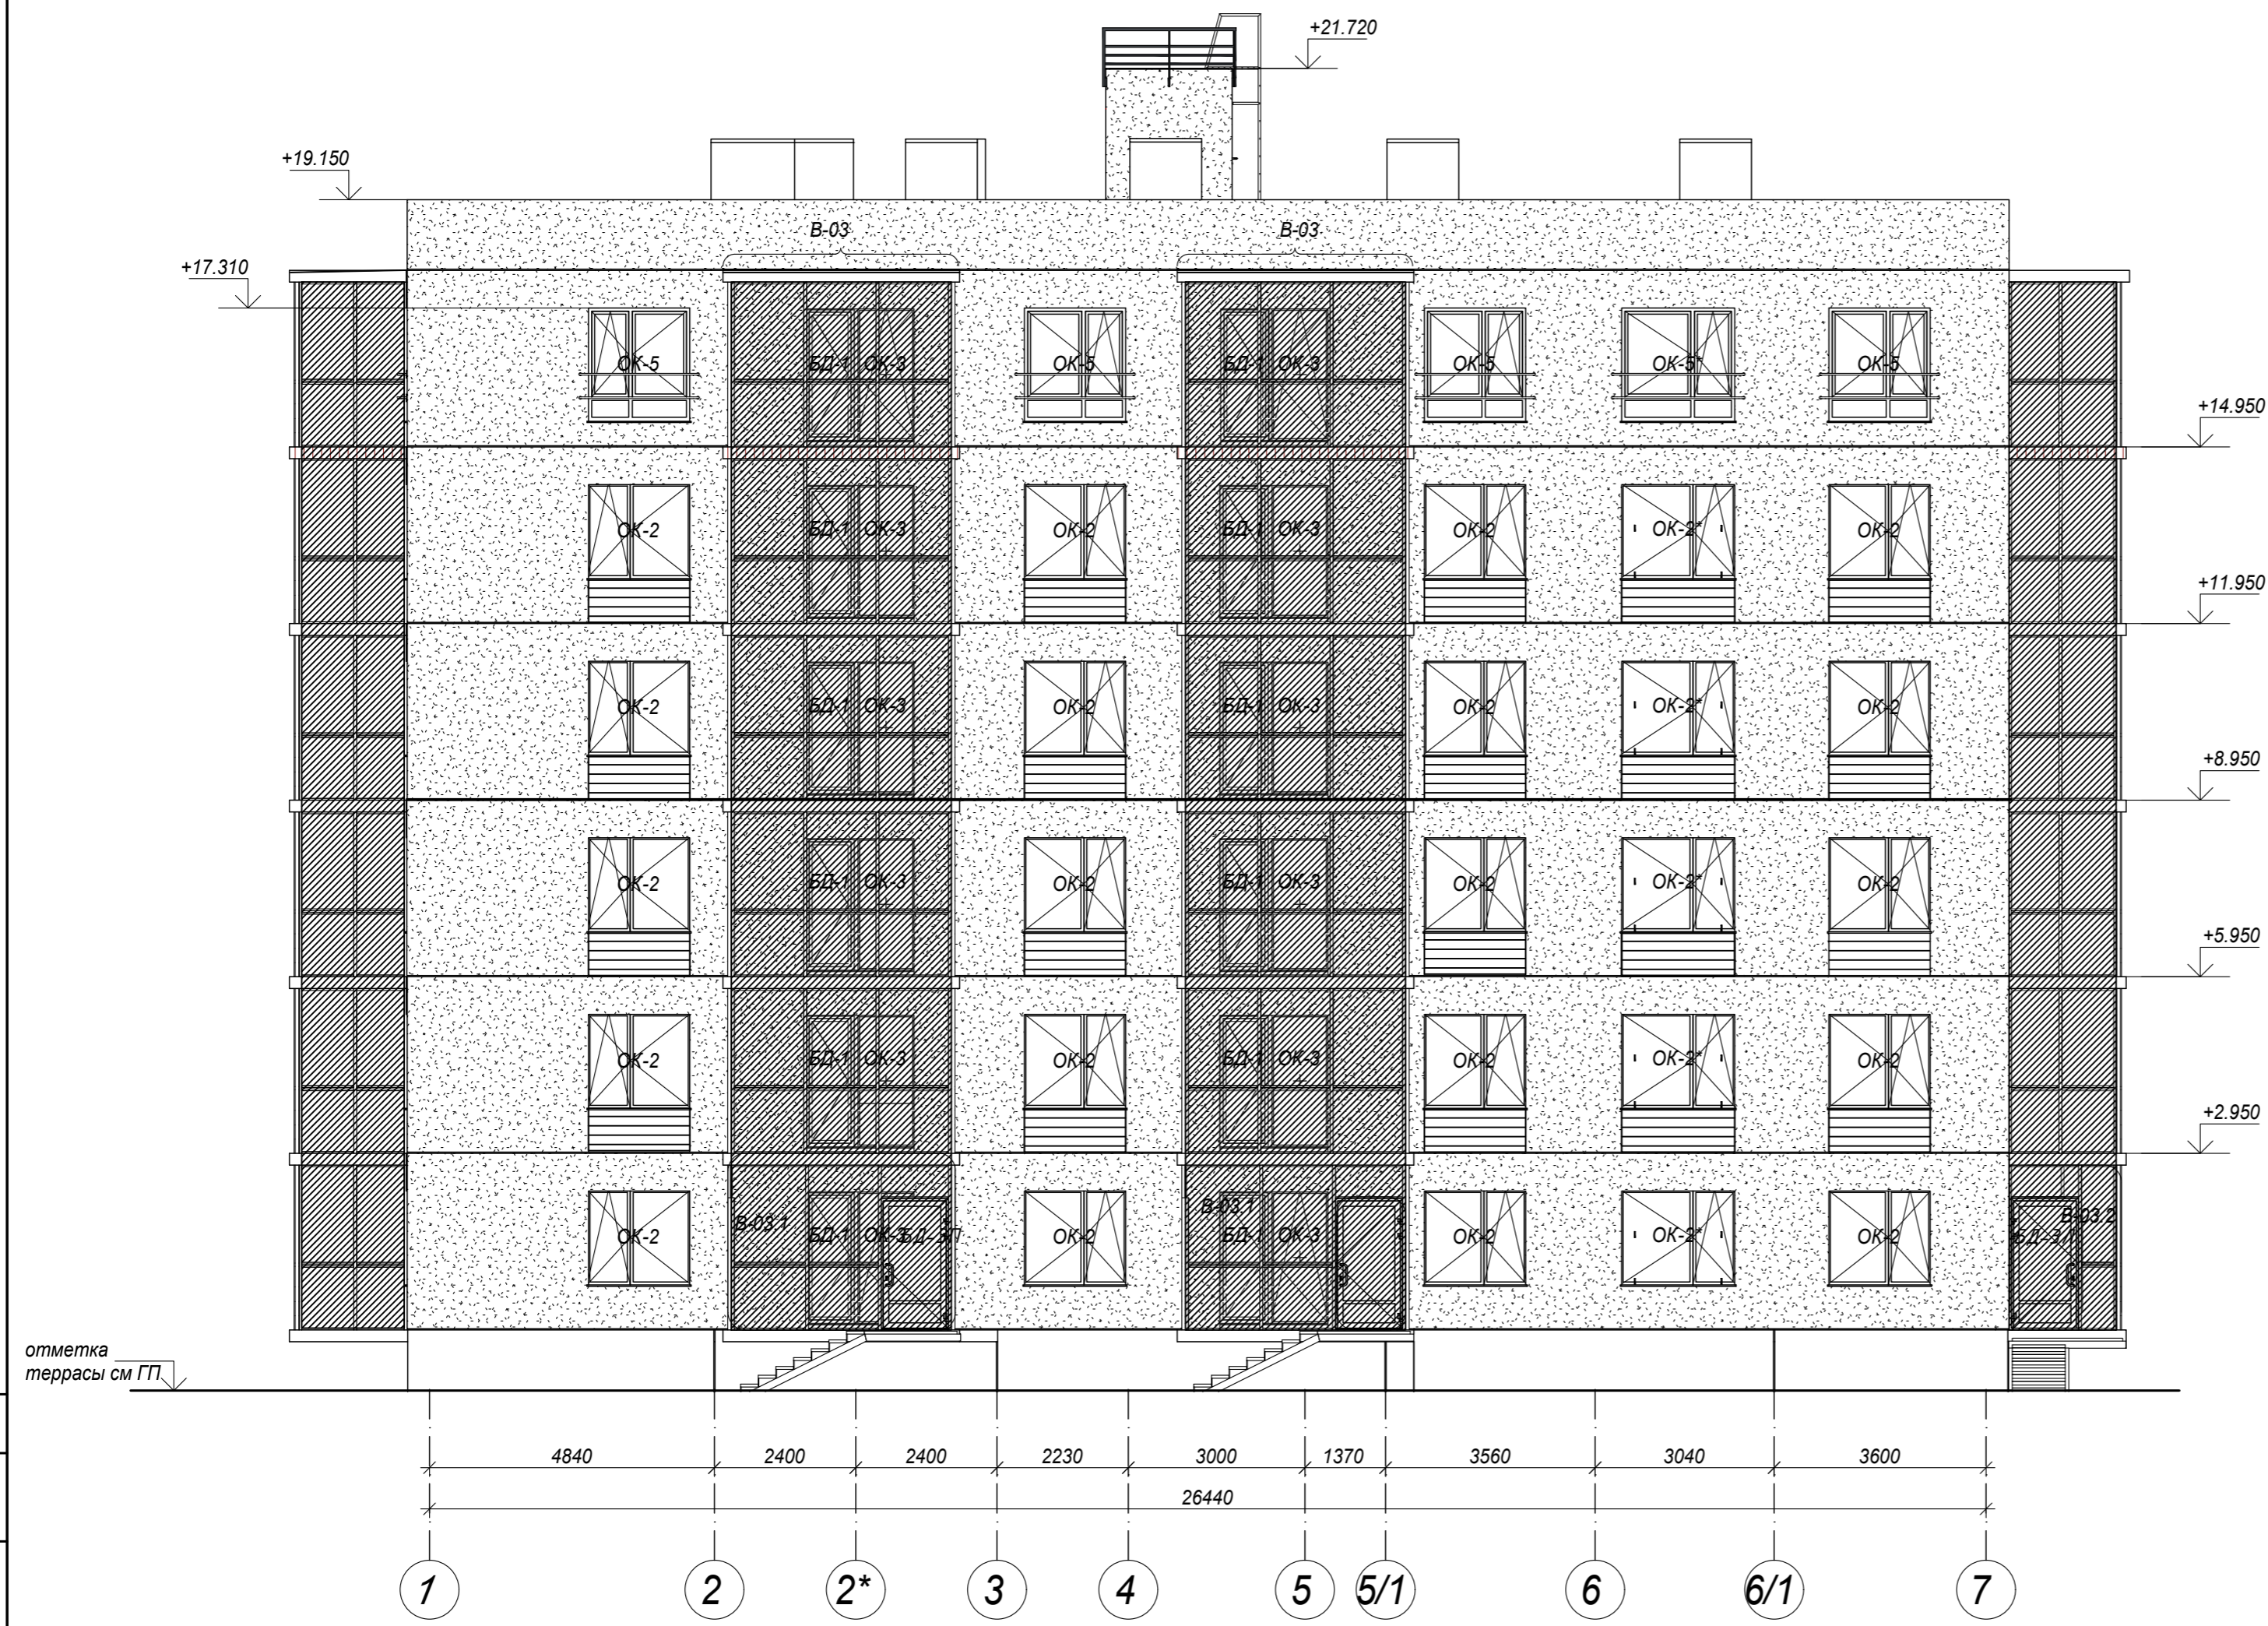 +21.720
+19.150
В-03
В-03
+17.310
ОК-5
БД-1
ОК-3
ОК-5
БД-1
ОК-3
ОК-5
ОК-5*
ОК-5
+14.950
ОК-2
БД-1
ОК-3
ОК-2
БД-1
ОК-3
ОК-2
ОК-2*
ОК-2
+11.950
ОК-2
БД-1
ОК-3
ОК-2
БД-1
ОК-3
ОК-2
ОК-2*
ОК-2
+8.950
ОК-2
БД-1
ОК-3
ОК-2
БД-1
ОК-3
ОК-2
ОК-2*
ОК-2
+5.950
ОК-2
БД-1
ОК-3
ОК-2
БД-1
ОК-3
ОК-2
ОК-2*
ОК-2
+2.950
В-03.1
В-03.1
В-03.2
ОК-2
БД-1
ОК-3
БД-3П
ОК-2
БД-1
ОК-3
ОК-2
ОК-2*
ОК-2
отметка
террасы см ГП
4840
2400
2400
2230
3000
1370
3560
3040
3600
26440
1
2
2*
3
4
5
5/1
6
6/1
7